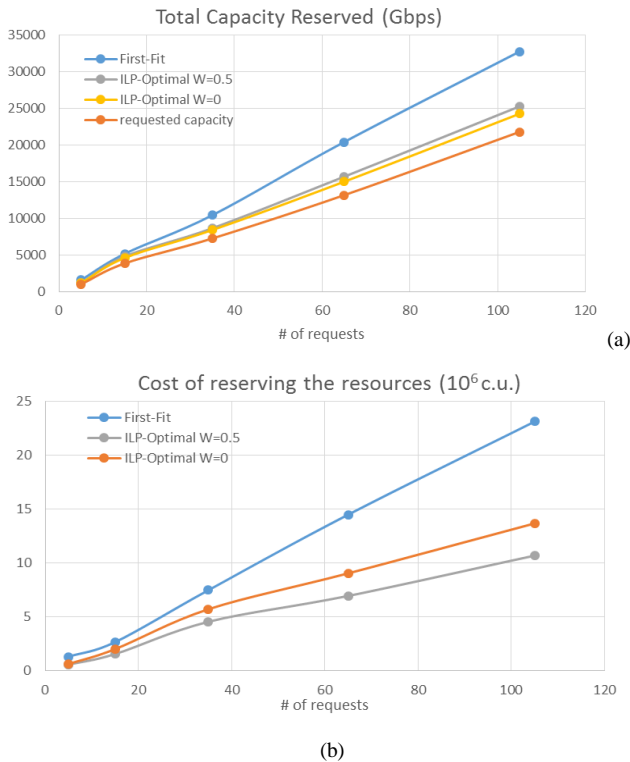 Total Capacity Reserved (Gbps)
35000
30000
25000
20000
15000
10000
5000
0
First-Fit
ILP-Optimal W=0.5
ILP-Optimal W=0
requested capacity
0 20 40 60 80 100 120
# of requests
(a)
Cost of reserving the resources (10⁶ c.u.)
25
20
15
10
5
0
First-Fit
ILP-Optimal W=0.5
ILP-Optimal W=0
0 20 40 60 80 100 120
# of requests
(b)